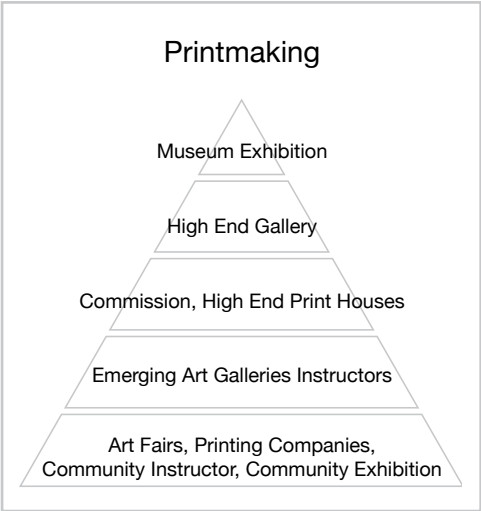 Printmaking
Museum Exhibition
High End Gallery
Commission, High End Print Houses
Emerging Art Galleries Instructors
Art Fairs, Printing Companies,
Community Instructor, Community Exhibition